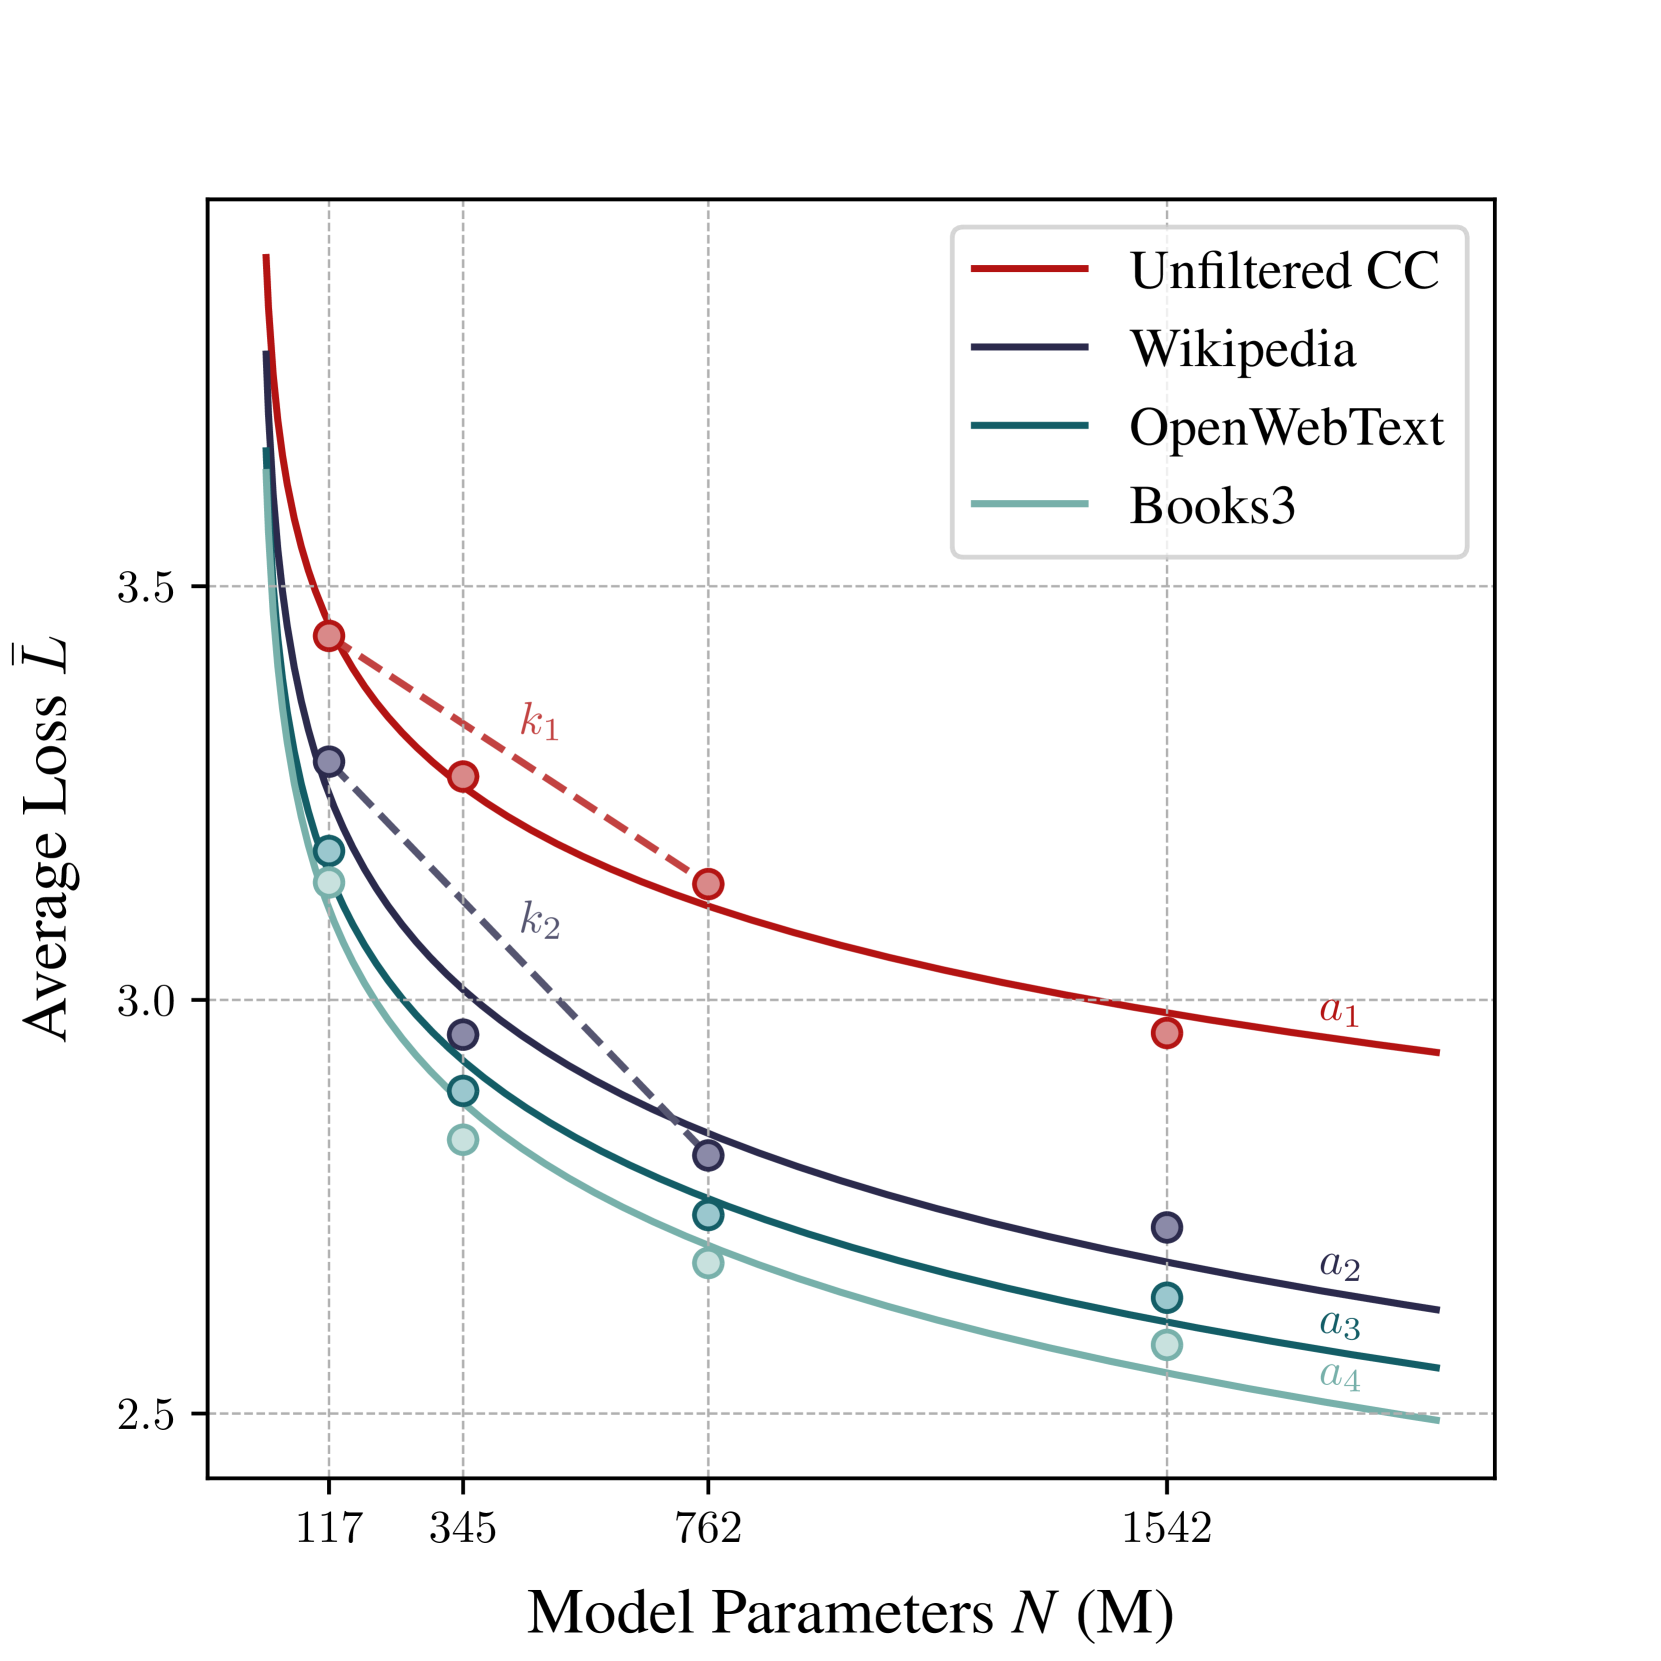 Unfiltered CC
Wikipedia
OpenWebText
Books3
3.5
3.0
2.5
Average Loss L̄
k₁
k₂
a₁
a₂
a₃
a₄
117 345 762 1542
Model Parameters N (M)